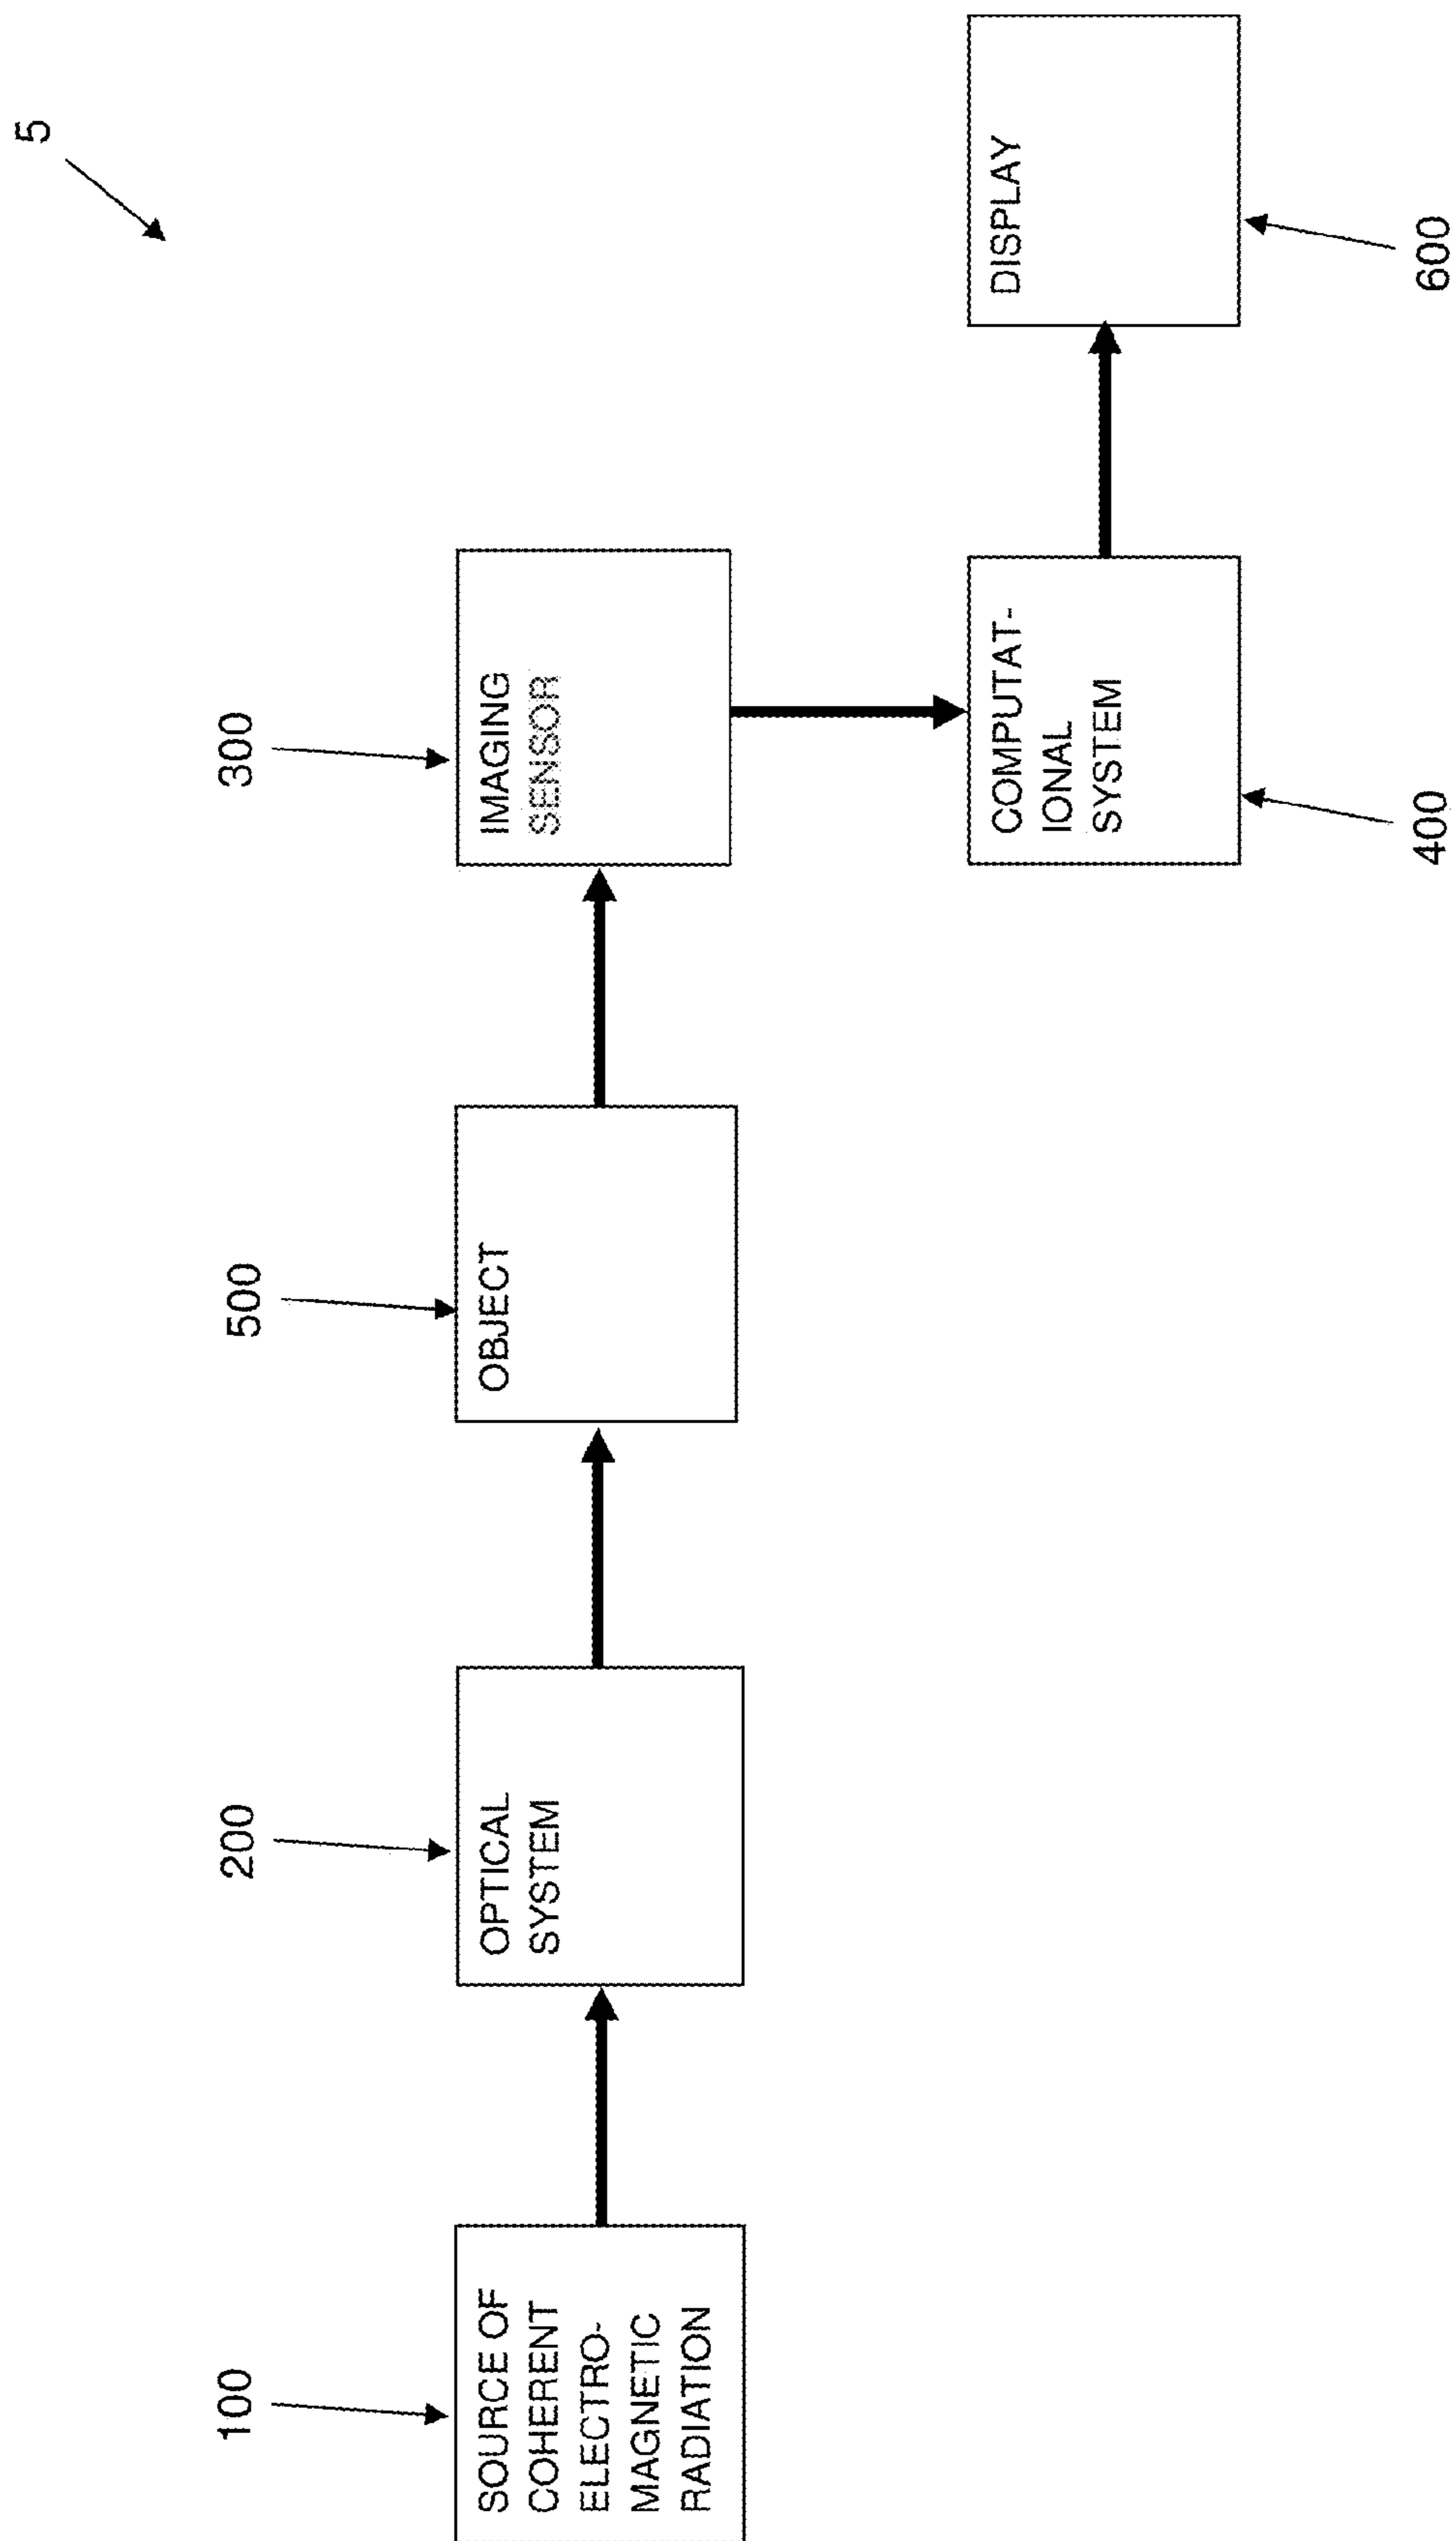 5
100
200
500
300
SOURCE OF
COHERENT
ELECTRO-
MAGNETIC
RADIATION
OPTICAL
SYSTEM
OBJECT
IMAGING
SENSOR
COMPUTAT-
IONAL
SYSTEM
DISPLAY
400
600